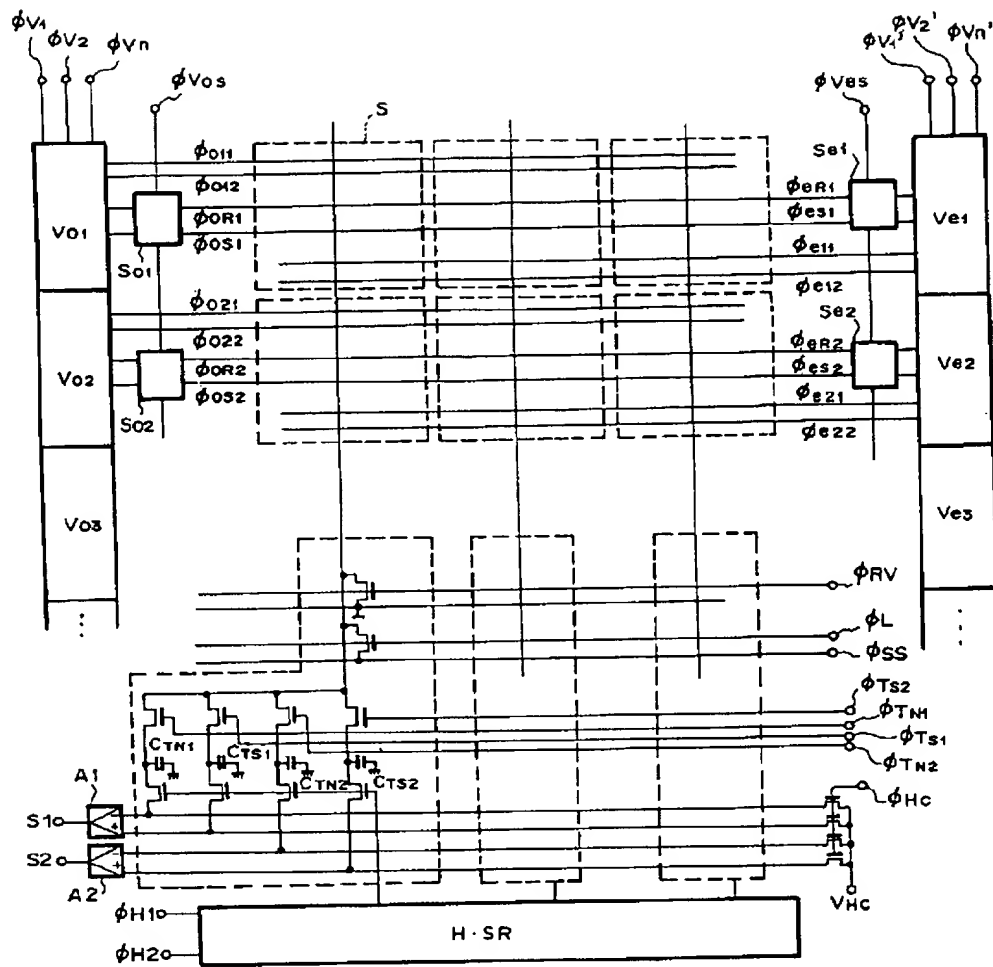 φV1 φV2 φVn
φVOS
S
φVes
φV1' φV2' φVn'
φO11
φO12
φOR1
φOS1
VO1
SO1
Se1
φeR1
φeS1
φe11
φe12
Ve1
φO21
φO22
φOR2
φOS2
VO2
SO2
Se2
φeR2
φeS2
φe21
φe22
Ve2
VO3
Ve3
φRV
φL
φSS
φTS2
φTN1
φTS1
φTN2
CTN1
CTS1
CTN2
CTS2
φHC
A1
S1
S2
A2
VHC
φH1
φH2
H·SR